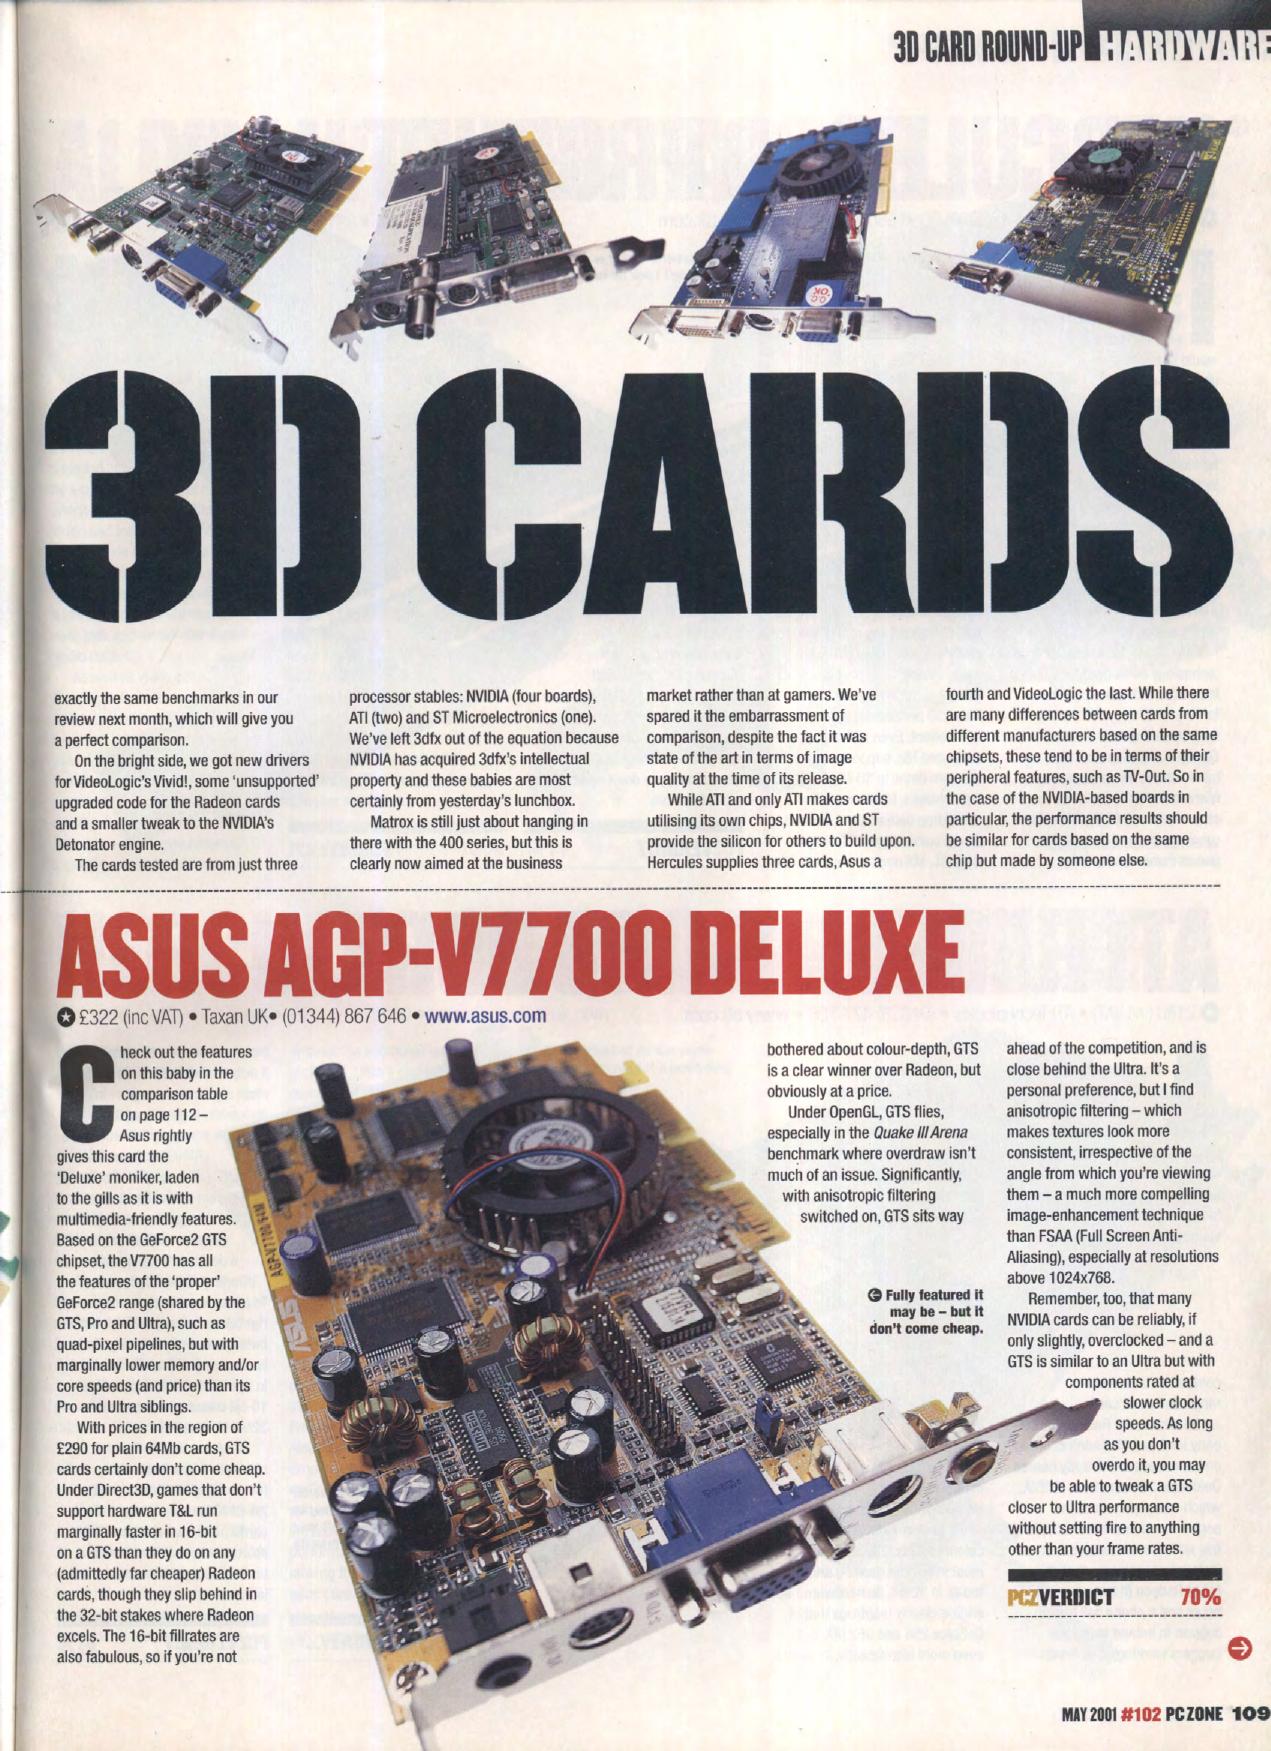 3D CARD ROUND-UP HARDWARE
3D CARDS
exactly the same benchmarks in our
review next month, which will give you
a perfect comparison.
On the bright side, we got new drivers
for VideoLogic's Vivid!, some 'unsupported'
upgraded code for the Radeon cards
and a smaller tweak to the NVIDIA's
Detonator engine.
The cards tested are from just three
processor stables: NVIDIA (four boards),
ATI (two) and ST Microelectronics (one).
We've left 3dfx out of the equation because
NVIDIA has acquired 3dfx's intellectual
property and these babies are most
certainly from yesterday's lunchbox.
Matrox is still just about hanging in
there with the 400 series, but this is
clearly now aimed at the business
market rather than at gamers. We've
spared it the embarrassment of
comparison, despite the fact it was
state of the art in terms of image
quality at the time of its release.
While ATI and only ATI makes cards
utilising its own chips, NVIDIA and ST
provide the silicon for others to build upon.
Hercules supplies three cards, Asus a
fourth and VideoLogic the last. While there
are many differences between cards from
different manufacturers based on the same
chipsets, these tend to be in terms of their
peripheral features, such as TV-Out. So in
the case of the NVIDIA-based boards in
particular, the performance results should
be similar for cards based on the same
chip but made by someone else.
ASUS AGP-V7700 DELUXE
£322 (inc VAT) • Taxan UK• (01344) 867 646 • www.asus.com
Check out the features
on this baby in the
comparison table
on page 112 –
Asus rightly
gives this card the
'Deluxe' moniker, laden
to the gills as it is with
multimedia-friendly features.
Based on the GeForce2 GTS
chipset, the V7700 has all
the features of the 'proper'
GeForce2 range (shared by the
GTS, Pro and Ultra), such as
quad-pixel pipelines, but with
marginally lower memory and/or
core speeds (and price) than its
Pro and Ultra siblings.
With prices in the region of
£290 for plain 64Mb cards, GTS
cards certainly don't come cheap.
Under Direct3D, games that don't
support hardware T&L run
marginally faster in 16-bit
on a GTS than they do on any
(admittedly far cheaper) Radeon
cards, though they slip behind in
the 32-bit stakes where Radeon
excels. The 16-bit fillrates are
also fabulous, so if you're not
bothered about colour-depth, GTS
is a clear winner over Radeon, but
obviously at a price.
Under OpenGL, GTS flies,
especially in the Quake III Arena
benchmark where overdraw isn't
much of an issue. Significantly,
with anisotropic filtering
switched on, GTS sits way
ahead of the competition, and is
close behind the Ultra. It's a
personal preference, but I find
anisotropic filtering – which
makes textures look more
consistent, irrespective of the
angle from which you're viewing
them – a much more compelling
image-enhancement technique
than FSAA (Full Screen Anti-
Aliasing), especially at resolutions
above 1024x768.
Remember, too, that many
NVIDIA cards can be reliably, if
only slightly, overclocked – and a
GTS is similar to an Ultra but with
components rated at
slower clock
speeds. As long
as you don't
overdo it, you may
be able to tweak a GTS
closer to Ultra performance
without setting fire to anything
other than your frame rates.
Fully featured it
may be – but it
don't come cheap.
AGP-V7700
ASUS
PCZVERDICT 70%
MAY 2001 #102 PC ZONE 109